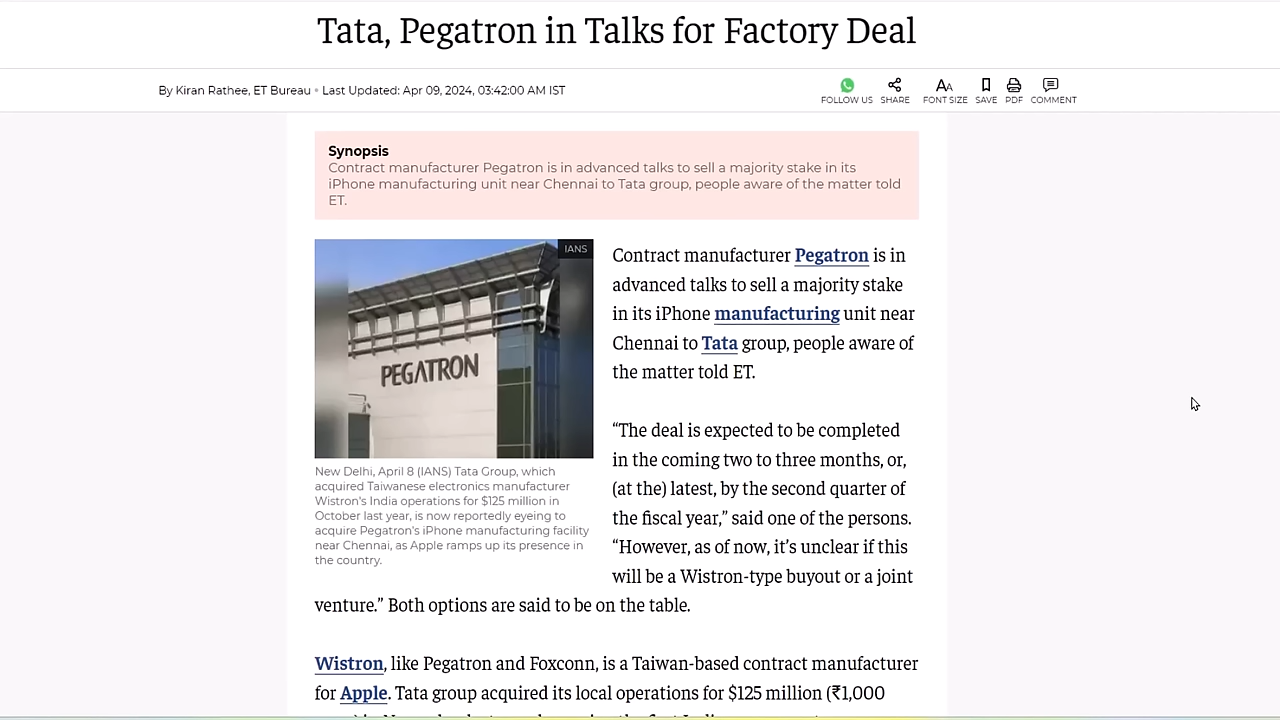 Tata, Pegatron in Talks for Factory Deal
By Kiran Rathee, ET Bureau • Last Updated: Apr 09, 2024, 03:42:00 AM IST
FOLLOW US SHARE FONT SIZE SAVE PDF COMMENT
Synopsis
Contract manufacturer Pegatron is in advanced talks to sell a majority stake in its
iPhone manufacturing unit near Chennai to Tata group, people aware of the matter told
ET.
IANS
PEGATRON
New Delhi, April 8 (IANS) Tata Group, which
acquired Taiwanese electronics manufacturer
Wistron's India operations for $125 million in
October last year, is now reportedly eyeing to
acquire Pegatron's iPhone manufacturing facility
near Chennai, as Apple ramps up its presence in
the country.
Contract manufacturer Pegatron is in
advanced talks to sell a majority stake
in its iPhone manufacturing unit near
Chennai to Tata group, people aware of
the matter told ET.
“The deal is expected to be completed
in the coming two to three months, or,
(at the) latest, by the second quarter of
the fiscal year,” said one of the persons.
“However, as of now, it’s unclear if this
will be a Wistron-type buyout or a joint
venture.” Both options are said to be on the table.
Wistron, like Pegatron and Foxconn, is a Taiwan-based contract manufacturer
for Apple. Tata group acquired its local operations for $125 million (₹1,000